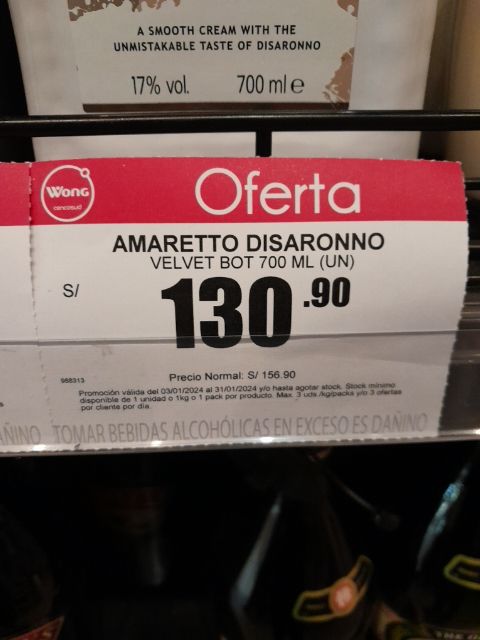 A SMOOTH CREAM WITH THE
UNMISTAKABLE TASTE OF DISARONNO
17% vol. 700 ml e
WONG
cencosud
Oferta
AMARETTO DISARONNO
VELVET BOT 700 ML (UN)
S/ 130.90
Precio Normal: S/ 156.90
988313
Promoción válida del 03/01/2024 al 31/01/2024 y/o hasta agotar stock. Stock mínimo
disponible de 1 unidad o 1kg o 1 pack por producto. Max. 3 uds./kg/packs y/o 3 ofertas
por cliente por día.
AÑINO TOMAR BEBIDAS ALCOHÓLICAS EN EXCESO ES DAÑINO